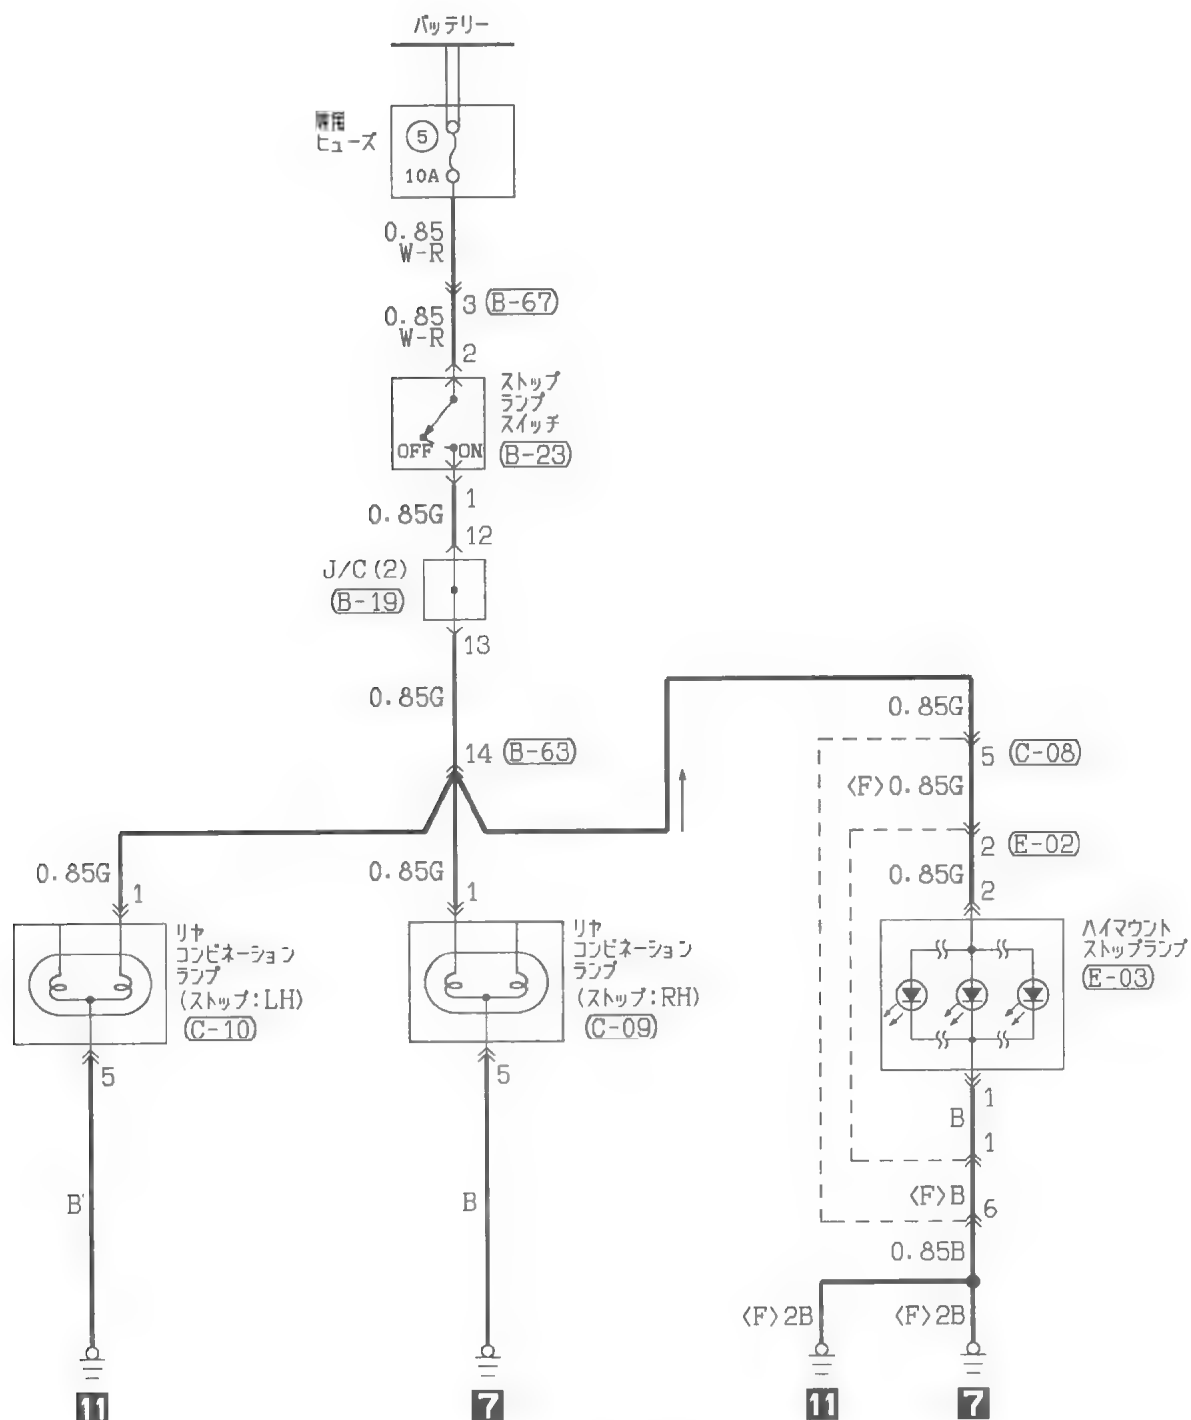 バッテリー
専用
ヒューズ
5
10A
0.85
W-R
3 B-67
0.85
W-R
2
ストップ
ランプ
スイッチ
B-23
OFF ON
1
0.85G
12
J/C(2)
B-19
13
0.85G
14 B-63
0.85G
1
リヤ
コンビネーション
ランプ
(ストップ:LH)
C-10
5
B
11
0.85G
1
リヤ
コンビネーション
ランプ
(ストップ:RH)
C-09
5
B
7
0.85G
5 C-08
<F>0.85G
2 E-02
0.85G
2
ハイマウント
ストップランプ
E-03
1
B
1
<F>B
6
0.85B
<F>2B
<F>2B
11
7